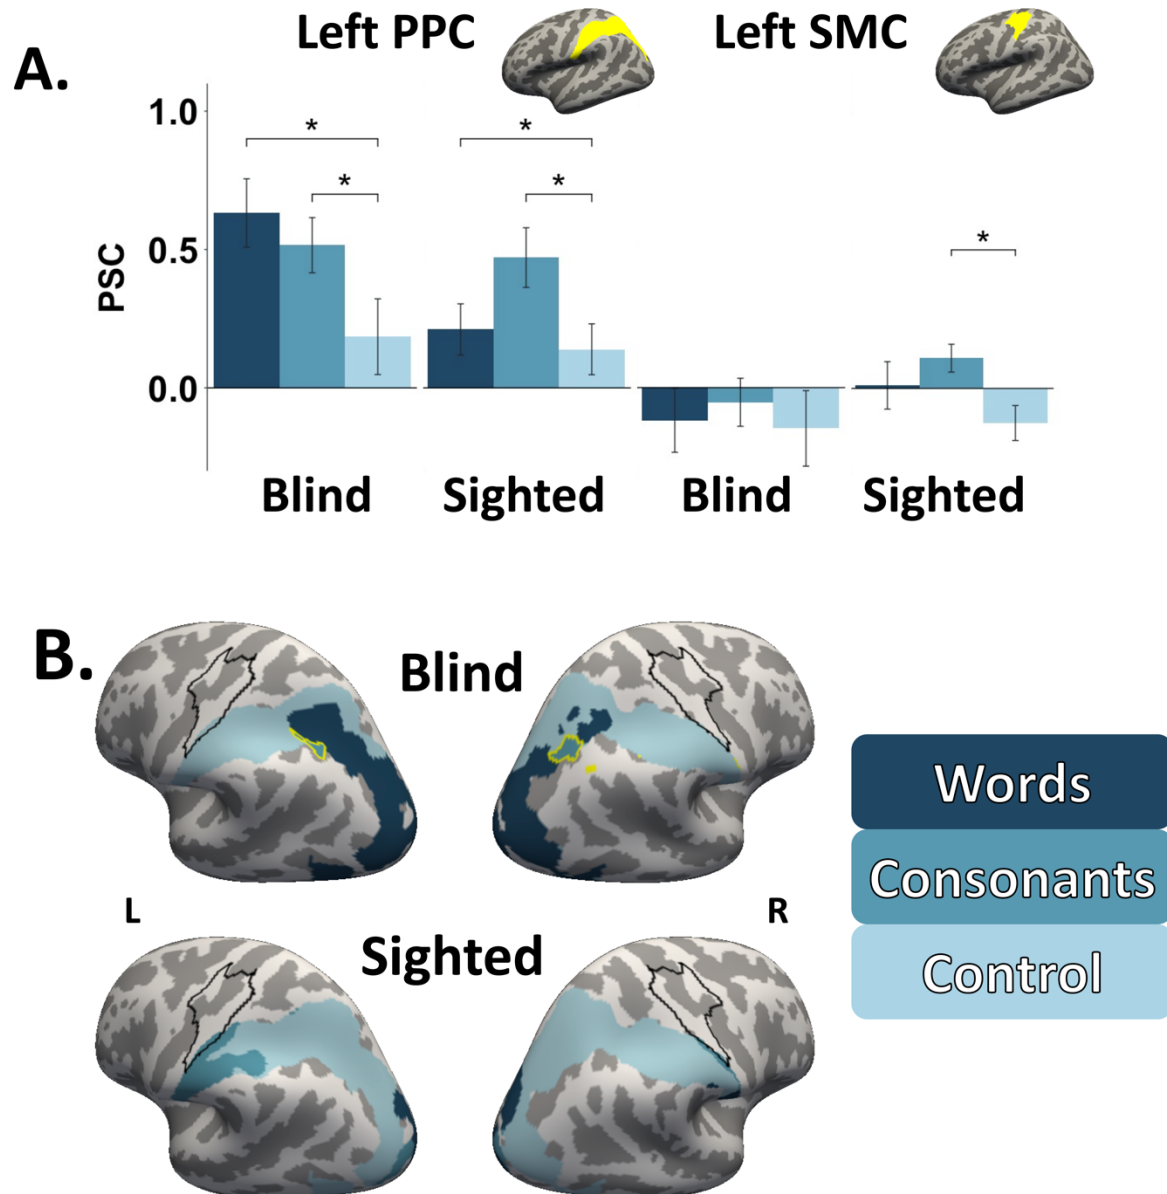 Left PPC
Left SMC
A.
1.0
*
*
*
*
0.5
*
PSC
0.0
Blind
Sighted
Blind
Sighted
B.
Blind
Words
Consonants
Control
L
R
Sighted